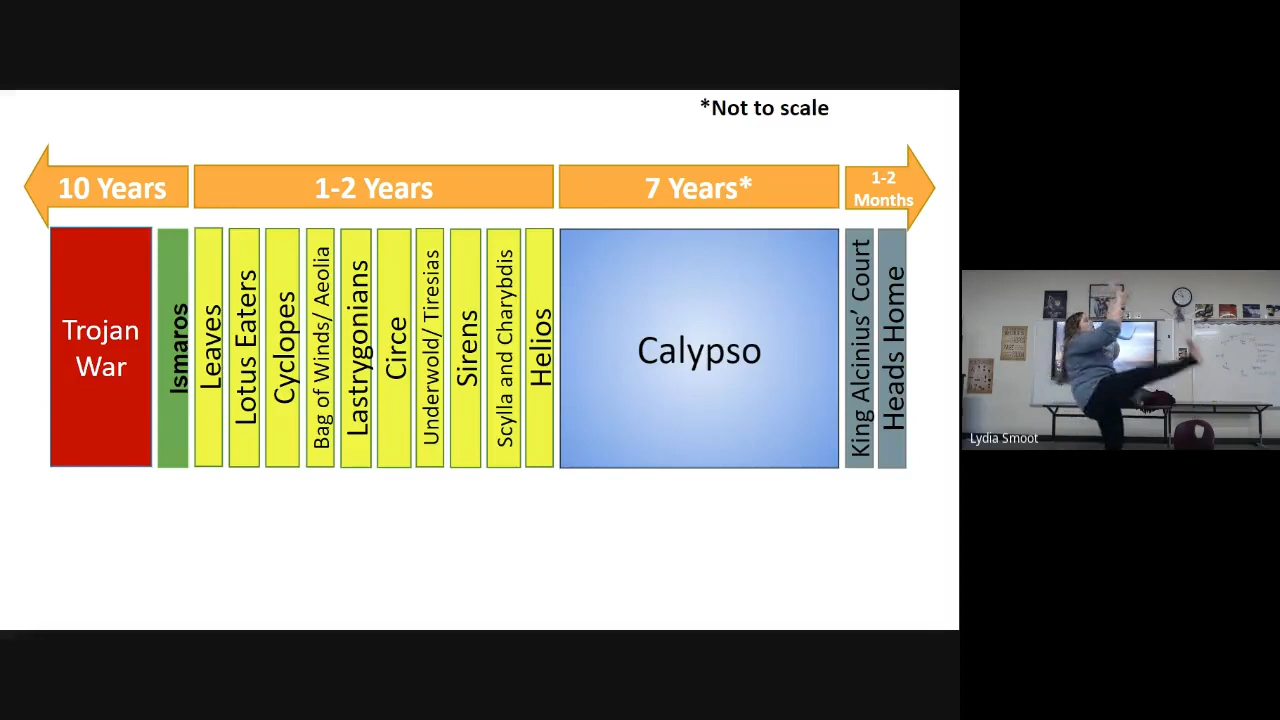 *Not to scale
10 Years
1-2 Years
7 Years*
1-2
Months
Trojan
War
Ismaros
Leaves
Lotus Eaters
Cyclopes
Bag of Winds/ Aeolia
Lastrygonians
Circe
Underwold/ Tiresias
Sirens
Scylla and Charybdis
Helios
Calypso
King Alcinius’ Court
Heads Home
Lydia Smoot